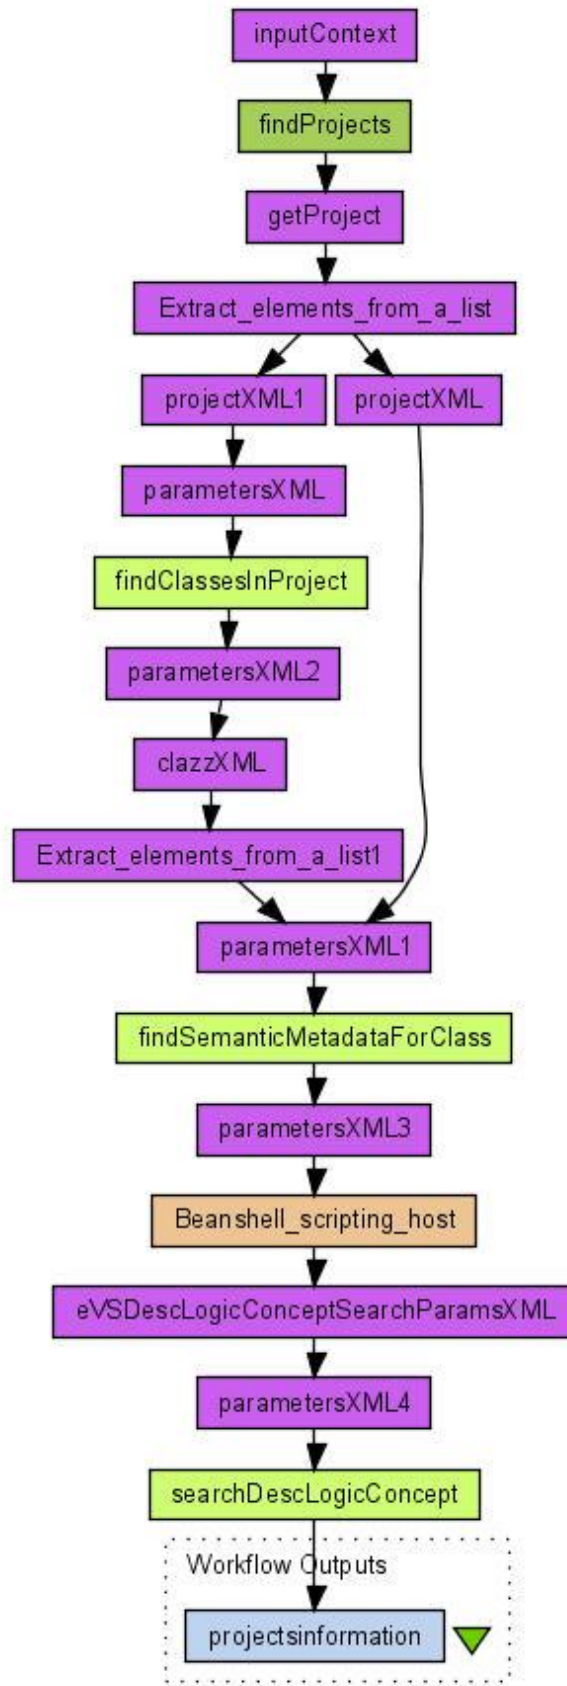 inputContext
findProjects
getProject
Extract_elements_from_a_list
projectXML1
projectXML
parametersXML
findClassesInProject
parametersXML2
clazzXML
Extract_elements_from_a_list1
parametersXML1
findSemanticMetadataForClass
parametersXML3
Beanshell_scripting_host
eVSDescLogicConceptSearchParamsXML
parametersXML4
searchDescLogicConcept
Workflow Outputs
projectsinformation